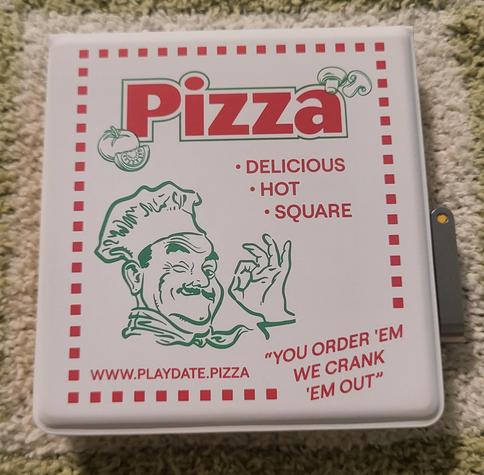 Pizza
• DELICIOUS
• HOT
• SQUARE
WWW.PLAYDATE.PIZZA
"YOU ORDER 'EM
WE CRANK
'EM OUT"